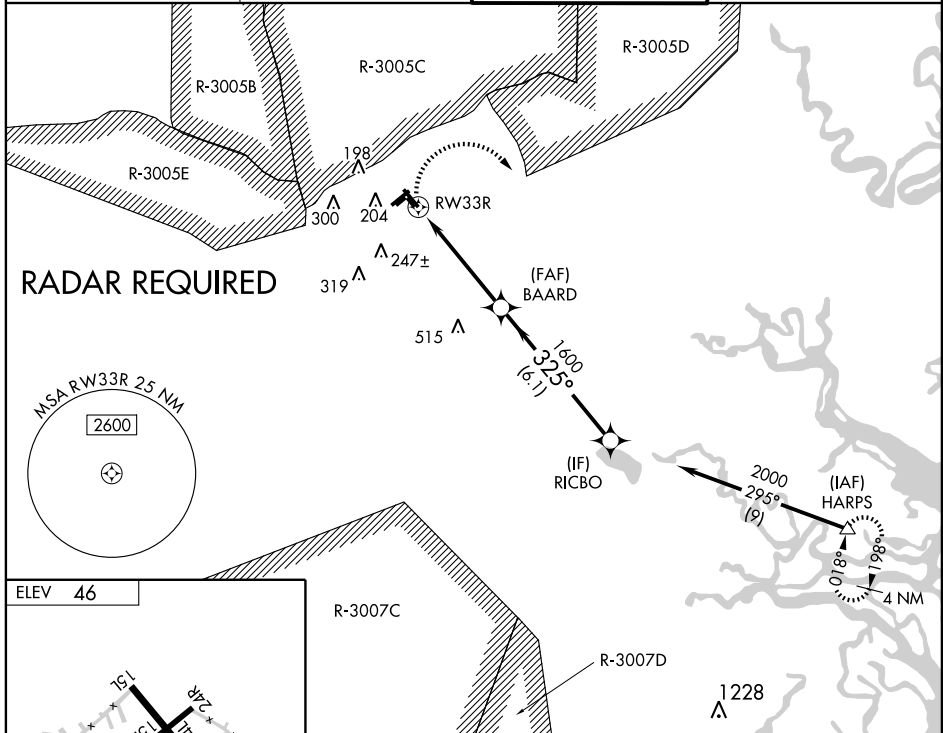 R-3005D
R-3005C
R-3005B
198
R-3005E
RW33R
300
204
247±
319
RADAR REQUIRED
(FAF)
BAARD
515
1600
325°
(6.1)
MSA RW33R 25 NM
2600
(IF)
RICBO
2000
295°
(9)
(IAF)
HARPS
018°
198°
4 NM
ELEV 46
R-3007C
R-3007D
1228
15L
24R